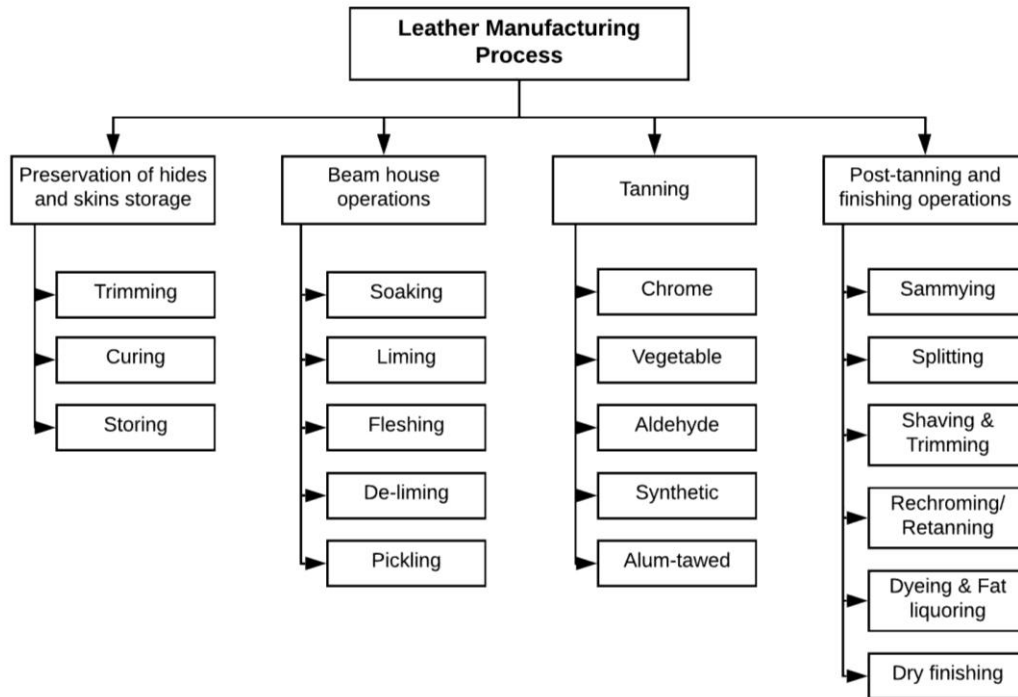 Leather Manufacturing
Process
Preservation of hides
and skins storage
Trimming
Curing
Storing
Beam house
operations
Soaking
Liming
Fleshing
De-liming
Pickling
Tanning
Chrome
Vegetable
Aldehyde
Synthetic
Alum-tawed
Post-tanning and
finishing operations
Sammying
Splitting
Shaving &
Trimming
Rechroming/
Retanning
Dyeing & Fat
liquoring
Dry finishing